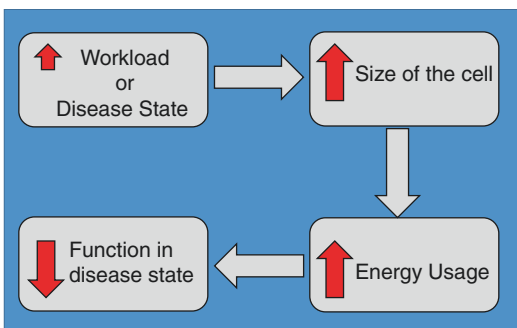 Workload
or
Disease State
Size of the cell
Energy Usage
Function in
disease state